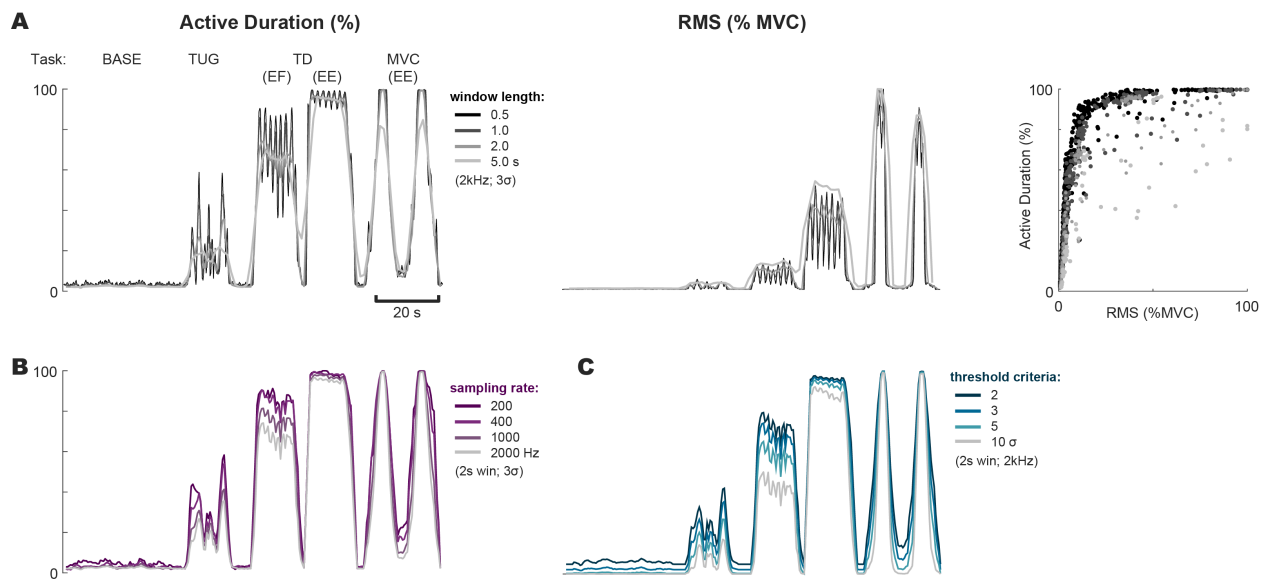 A
Active Duration (%)
RMS (% MVC)
Task: BASE TUG TD MVC
(EF) (EE) (EE)
100
0
window length:
0.5
1.0
2.0
5.0 s
(2kHz; 3σ)
20 s
100
Active Duration (%)
0
0 100
RMS (%MVC)
B
100
0
sampling rate:
200
400
1000
2000 Hz
(2s win; 3σ)
C
threshold criteria:
2
3
5
10 σ
(2s win; 2kHz)